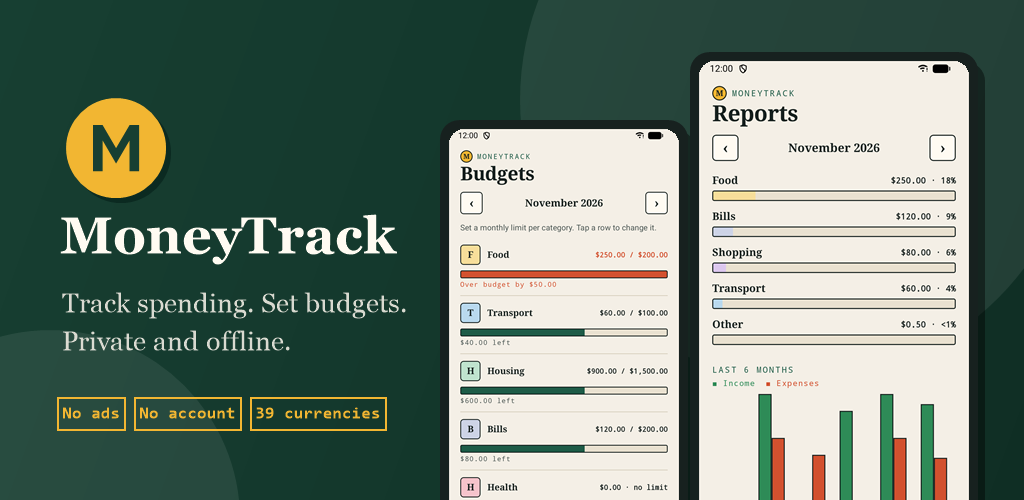 M
MoneyTrack
Track spending. Set budgets.
Private and offline.
No ads
No account
39 currencies
12:00
M MONEYTRACK
Budgets
‹ November 2026 ›
Set a monthly limit per category. Tap a row to change it.
F Food $250.00 / $200.00
Over budget by $50.00
T Transport $60.00 / $100.00
$40.00 left
H Housing $900.00 / $1,500.00
$600.00 left
B Bills $120.00 / $200.00
$80.00 left
H Health $0.00 · no limit
12:00
M MONEYTRACK
Reports
‹ November 2026 ›
Food $250.00 · 18%
Bills $120.00 · 9%
Shopping $80.00 · 6%
Transport $60.00 · 4%
Other $0.50 · <1%
LAST 6 MONTHS
Income Expenses